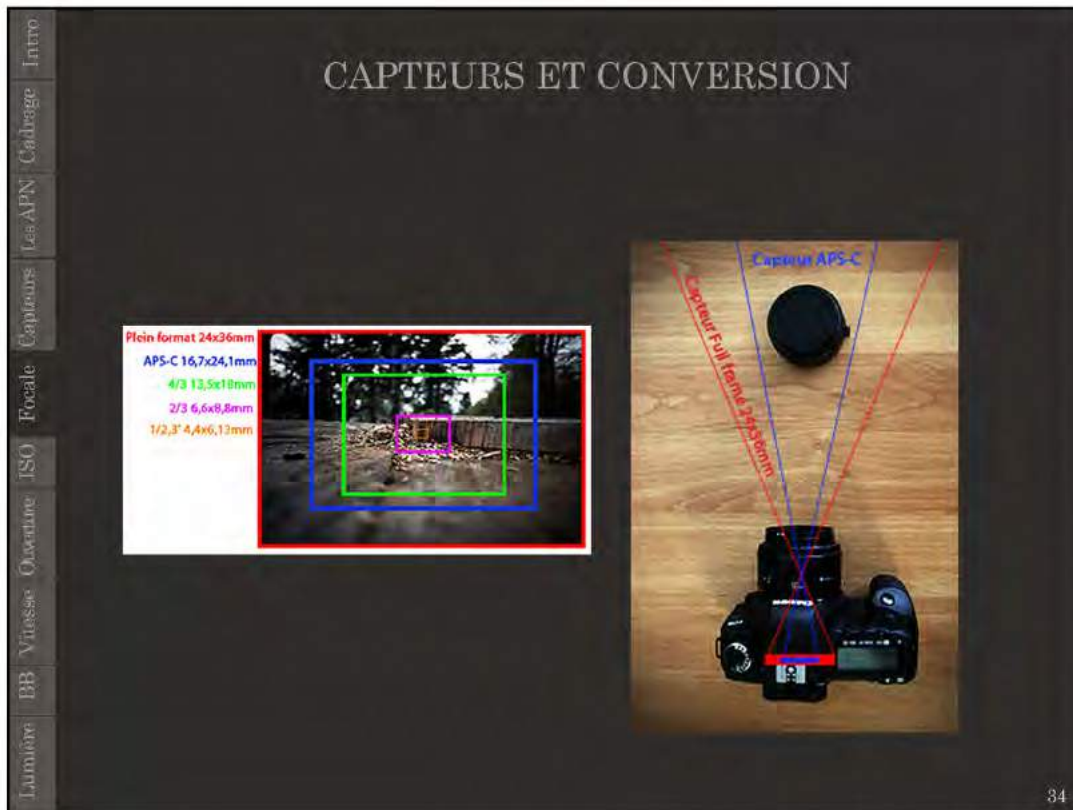 Intro
Cadrage
Les APN
Capteurs
Focale
ISO
Ouverture
Vitesse
BB
Lumière
CAPTEURS ET CONVERSION
Plein format 24x36mm
APS-C 16,7x24,1mm
4/3 13,5x18mm
2/3 6,6x8,8mm
1/2,3' 4,4x6,13mm
Capteur APS-C
Capteur Full frame 24x36mm
34